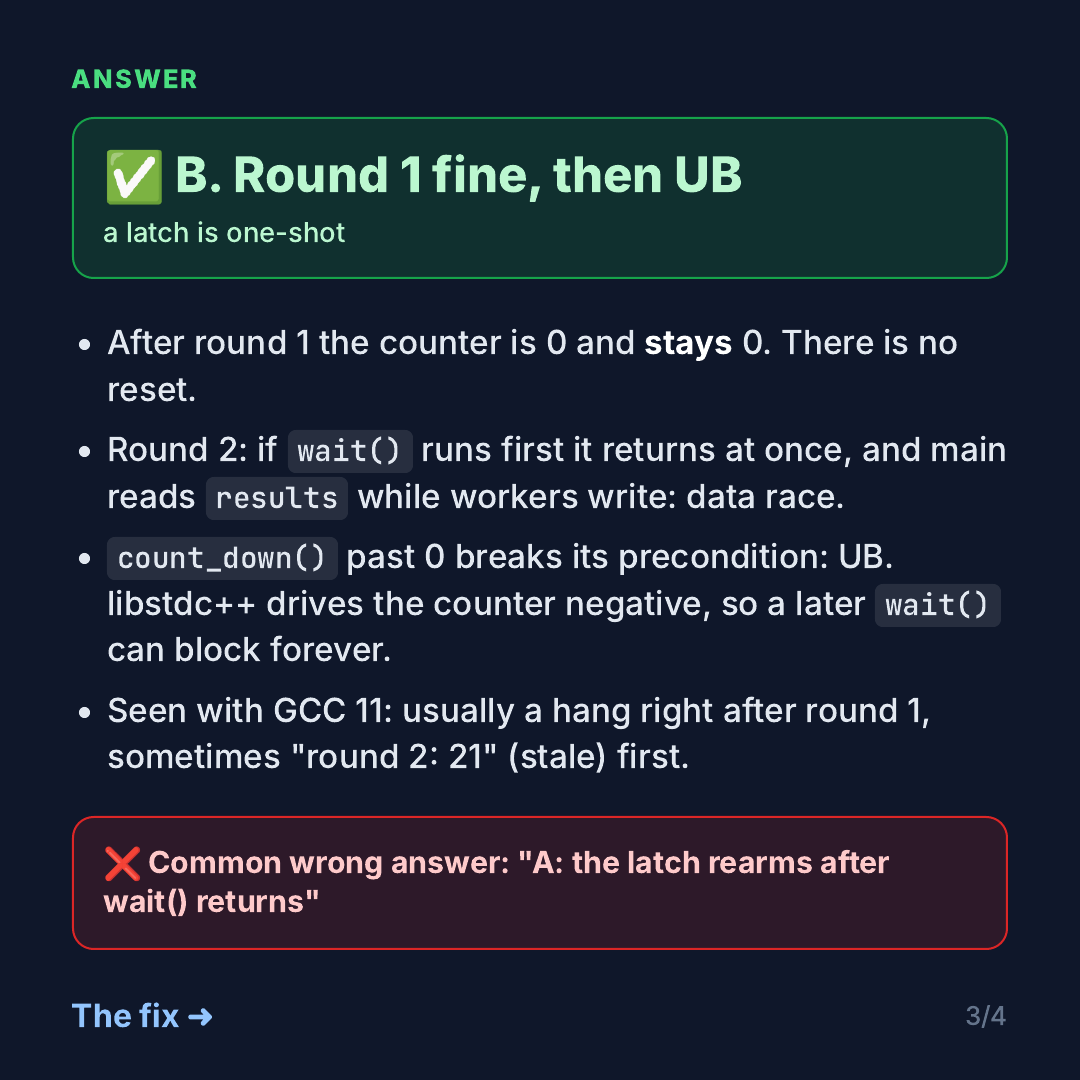 ANSWER
✅ B. Round 1 fine, then UB
a latch is one-shot
• After round 1 the counter is 0 and stays 0. There is no
reset.
• Round 2: if wait() runs first it returns at once, and main
reads results while workers write: data race.
• count_down() past 0 breaks its precondition: UB.
libstdc++ drives the counter negative, so a later wait()
can block forever.
• Seen with GCC 11: usually a hang right after round 1,
sometimes "round 2: 21" (stale) first.
❌ Common wrong answer: "A: the latch rearms after
wait() returns"
The fix ➜
3/4